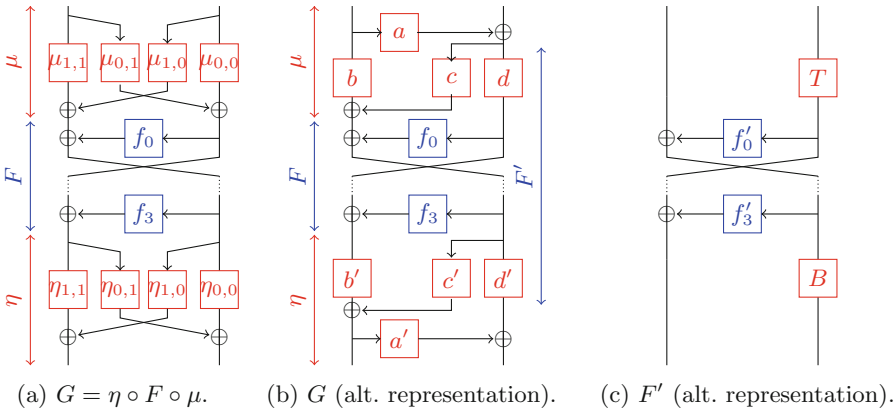 μ
μ₁,₁ μ₀,₁ μ₁,₀ μ₀,₀
F
f₀
f₃
η
η₁,₁ η₀,₁ η₁,₀ η₀,₀
(a) G = η ∘ F ∘ μ.
μ
a
b c d
F
f₀
F′
f₃
η
b′ c′ d′
a′
(b) G (alt. representation).
T
f′₀
f′₃
B
(c) F′ (alt. representation).